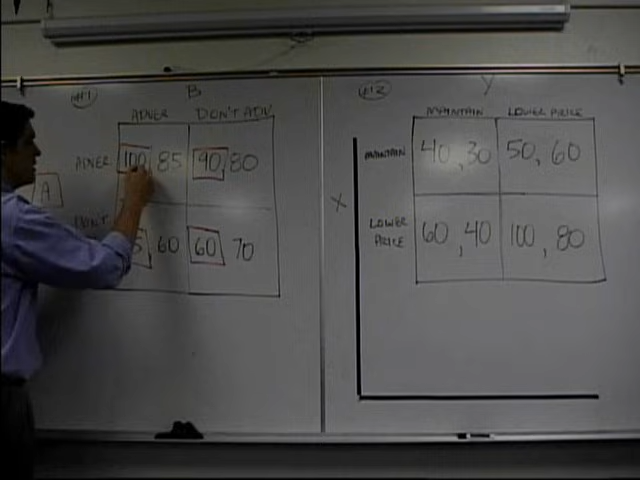 #1
B
ADVER DON'T ADV
ADVER 100, 85 90, 80
A
DON'T 5, 60 60, 70
#2
Y
MAINTAIN LOWER PRICE
MAINTAIN 40, 30 50, 60
X
LOWER PRICE 60, 40 100, 80